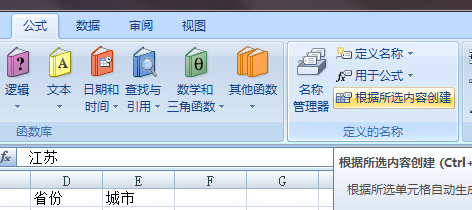 公式 数据 审阅 视图
逻辑 文本 日期和时间 查找与引用 数学和三角函数 其他函数
函数库
名称管理器
定义名称
用于公式
根据所选内容创建
定义的名称
fx 江苏
根据所选内容创建 (Ctrl+
根据所选单元格自动生成
D E F G
省份 城市